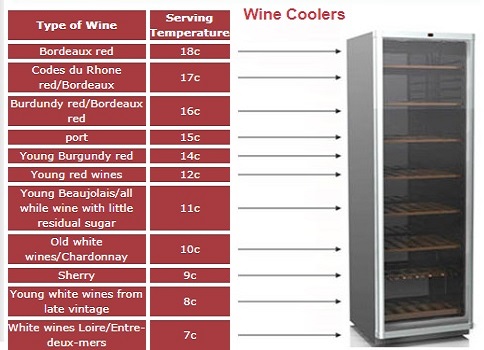 Wine Coolers
Type of Wine
Serving
Temperature
Bordeaux red
18c
Codes du Rhone
red/Bordeaux
17c
Burdundy red/Bordeaux
red
16c
port
15c
Young Burgundy red
14c
Young red wines
12c
Young Beaujolais/all
while wine with little
residual sugar
11c
Old white
wines/Chardonnay
10c
Sherry
9c
Young white wines from
late vintage
8c
White wines Loire/Entre-
deux-mers
7c